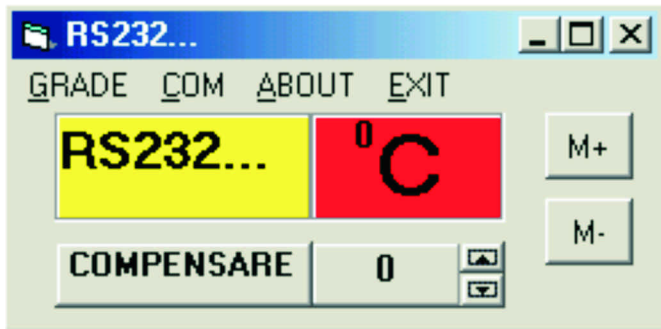 RS232...
GRADE COM ABOUT EXIT
RS232... ⁰C
M+
M-
COMPENSARE 0